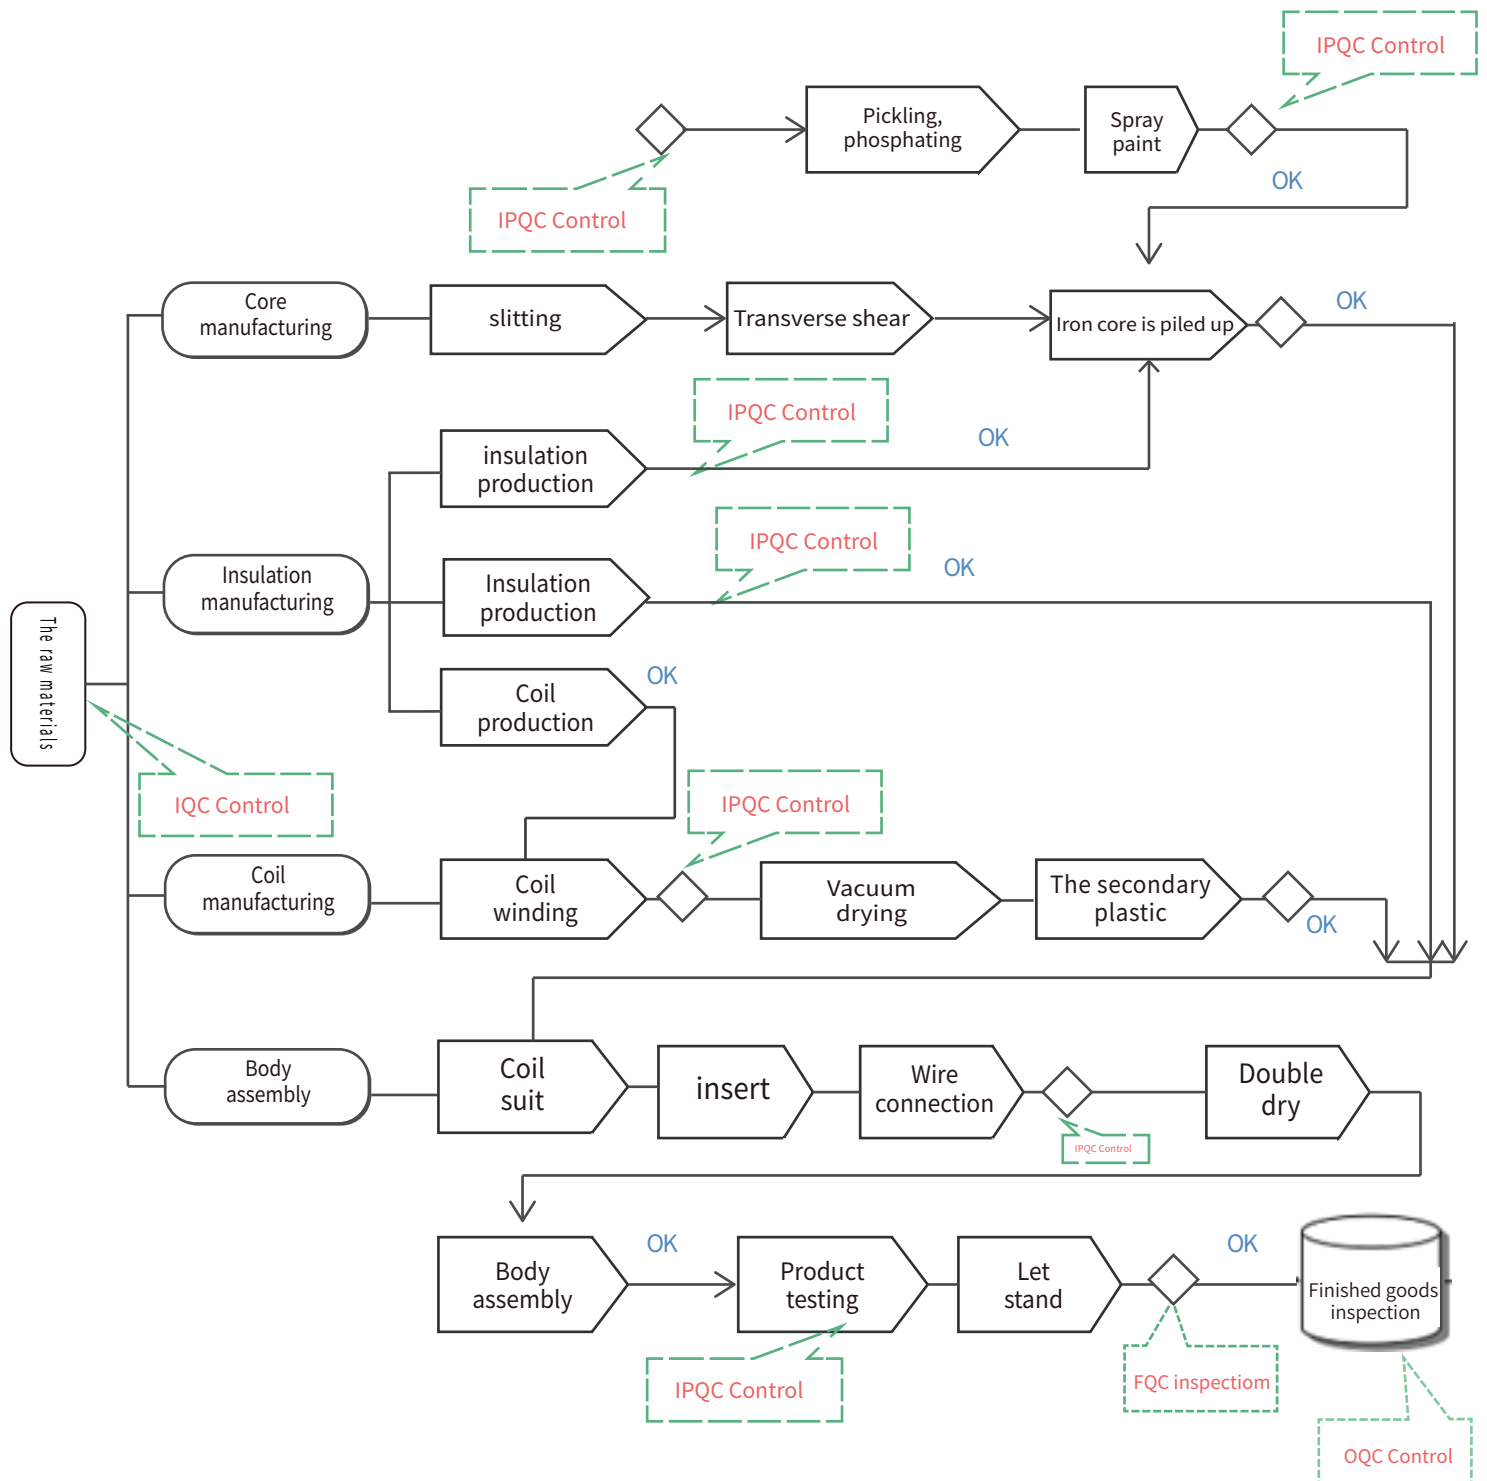 IPQC Control
Pickling,
phosphating
Spray
paint
OK
IPQC Control
Core
manufacturing
slitting
Transverse shear
Iron core is piled up
OK
IPQC Control
OK
insulation
production
IPQC Control
OK
Insulation
manufacturing
Insulation
production
The raw materials
OK
Coil
production
IQC Control
IPQC Control
Coil
manufacturing
Coil
winding
Vacuum
drying
The secondary
plastic
OK
Body
assembly
Coil
suit
insert
Wire
connection
Double
dry
IPQC Control
Body
assembly
OK
Product
testing
Let
stand
OK
Finished goods
inspection
IPQC Control
FQC inspectiom
OQC Control